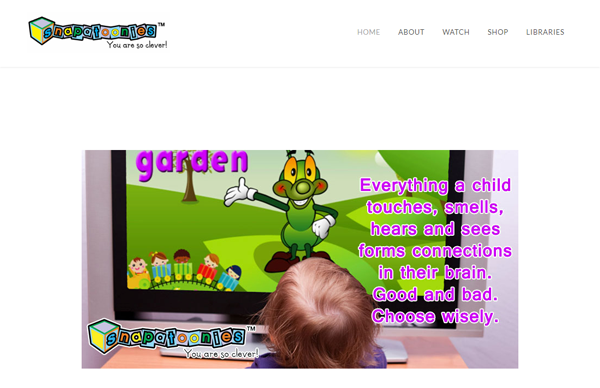 snapatoonies™
You are so clever!
HOME ABOUT WATCH SHOP LIBRARIES
garden
Everything a child
touches, smells,
hears and sees
forms connections
in their brain.
Good and bad.
Choose wisely.
snapatoonies™
You are so clever!